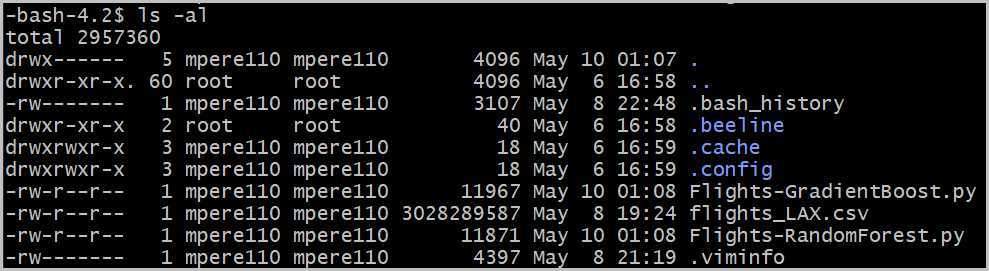 -bash-4.2$ ls -al
total 2957360
drwx------   5 mpere110 mpere110       4096 May 10 01:07 .
drwxr-xr-x. 60 root     root           4096 May  6 16:58 ..
-rw-------   1 mpere110 mpere110       3107 May  8 22:48 .bash_history
drwxr-xr-x   2 root     root             40 May  6 16:58 .beeline
drwxrwxr-x   3 mpere110 mpere110         18 May  6 16:59 .cache
drwxrwxr-x   3 mpere110 mpere110         18 May  6 16:59 .config
-rw-r--r--   1 mpere110 mpere110      11967 May 10 01:08 Flights-GradientBoost.py
-rw-r--r--   1 mpere110 mpere110 3028289587 May  8 19:24 flights_LAX.csv
-rw-r--r--   1 mpere110 mpere110      11871 May 10 01:08 Flights-RandomForest.py
-rw-------   1 mpere110 mpere110       4397 May  8 21:19 .viminfo